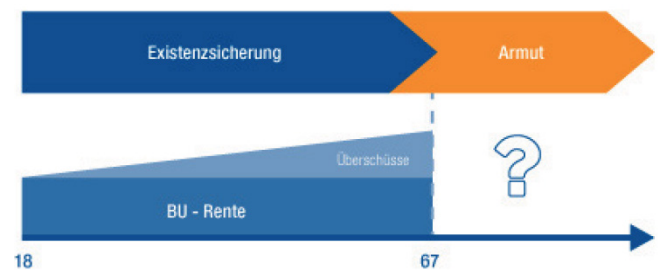 Existenzsicherung
Armut
Überschüsse
?
BU - Rente
18
67